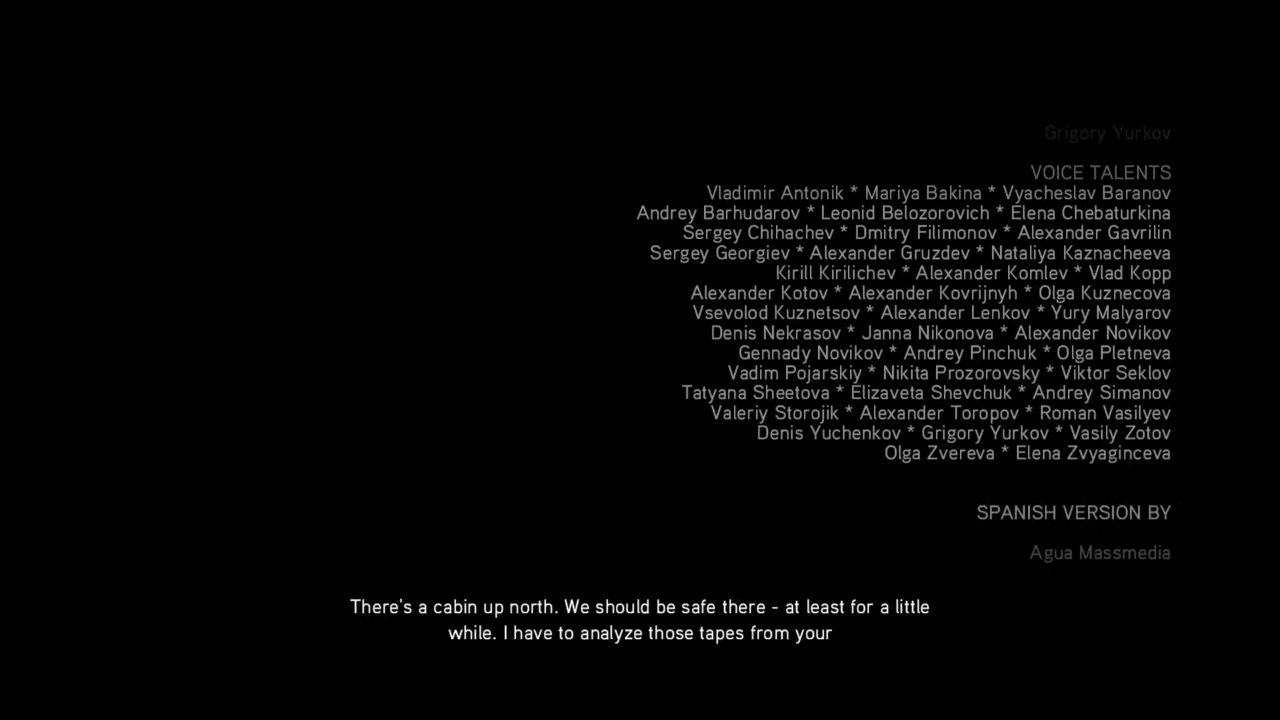 Grigory Yurkov
VOICE TALENTS
Vladimir Antonik * Mariya Bakina * Vyacheslav Baranov
Andrey Barhudarov * Leonid Belozorovich * Elena Chebaturkina
Sergey Chihachev * Dmitry Filimonov * Alexander Gavrilin
Sergey Georgiev * Alexander Gruzdev * Nataliya Kaznacheeva
Kirill Kirilichev * Alexander Komlev * Vlad Kopp
Alexander Kotov * Alexander Kovrijnyh * Olga Kuznecova
Vsevolod Kuznetsov * Alexander Lenkov * Yury Malyarov
Denis Nekrasov * Janna Nikonova * Alexander Novikov
Gennady Novikov * Andrey Pinchuk * Olga Pletneva
Vadim Pojarskiy * Nikita Prozorovsky * Viktor Seklov
Tatyana Sheetova * Elizaveta Shevchuk * Andrey Simanov
Valeriy Storojik * Alexander Toropov * Roman Vasilyev
Denis Yuchenkov * Grigory Yurkov * Vasily Zotov
Olga Zvereva * Elena Zvyaginceva
SPANISH VERSION BY
Agua Massmedia
There's a cabin up north. We should be safe there - at least for a little
while. I have to analyze those tapes from your